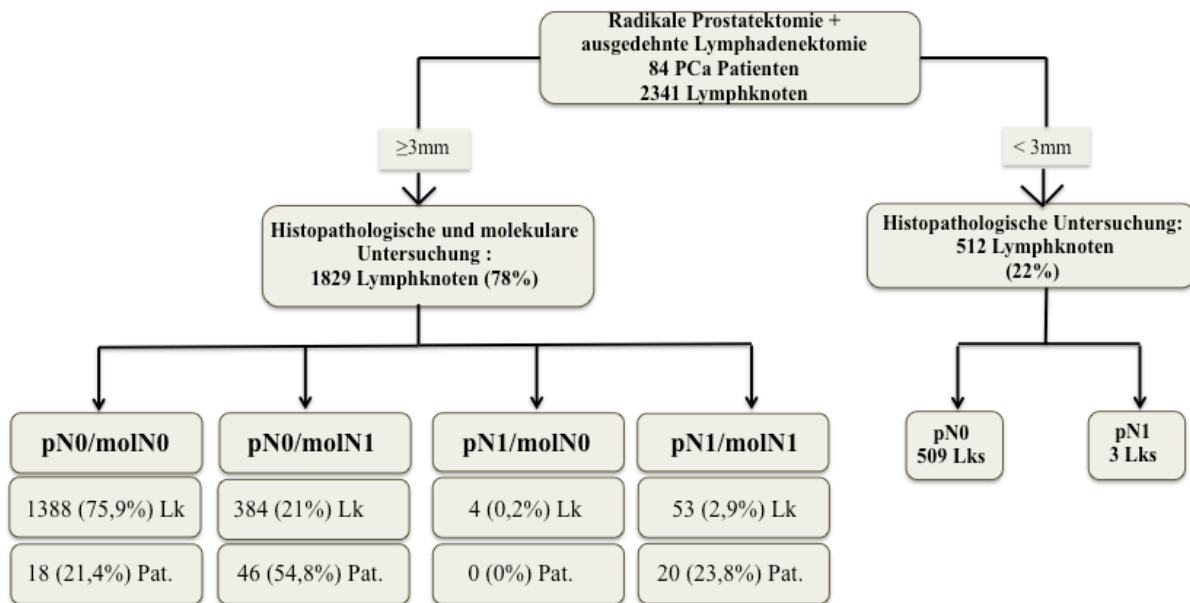 Radikale Prostatektomie +
ausgedehnte Lymphadenektomie
84 PCa Patienten
2341 Lymphknoten
≥3mm
< 3mm
Histopathologische und molekulare
Untersuchung :
1829 Lymphknoten (78%)
Histopathologische Untersuchung:
512 Lymphknoten
(22%)
pN0/molN0
pN0/molN1
pN1/molN0
pN1/molN1
pN0
509 Lks
pN1
3 Lks
1388 (75,9%) Lk
384 (21%) Lk
4 (0,2%) Lk
53 (2,9%) Lk
18 (21,4%) Pat.
46 (54,8%) Pat.
0 (0%) Pat.
20 (23,8%) Pat.